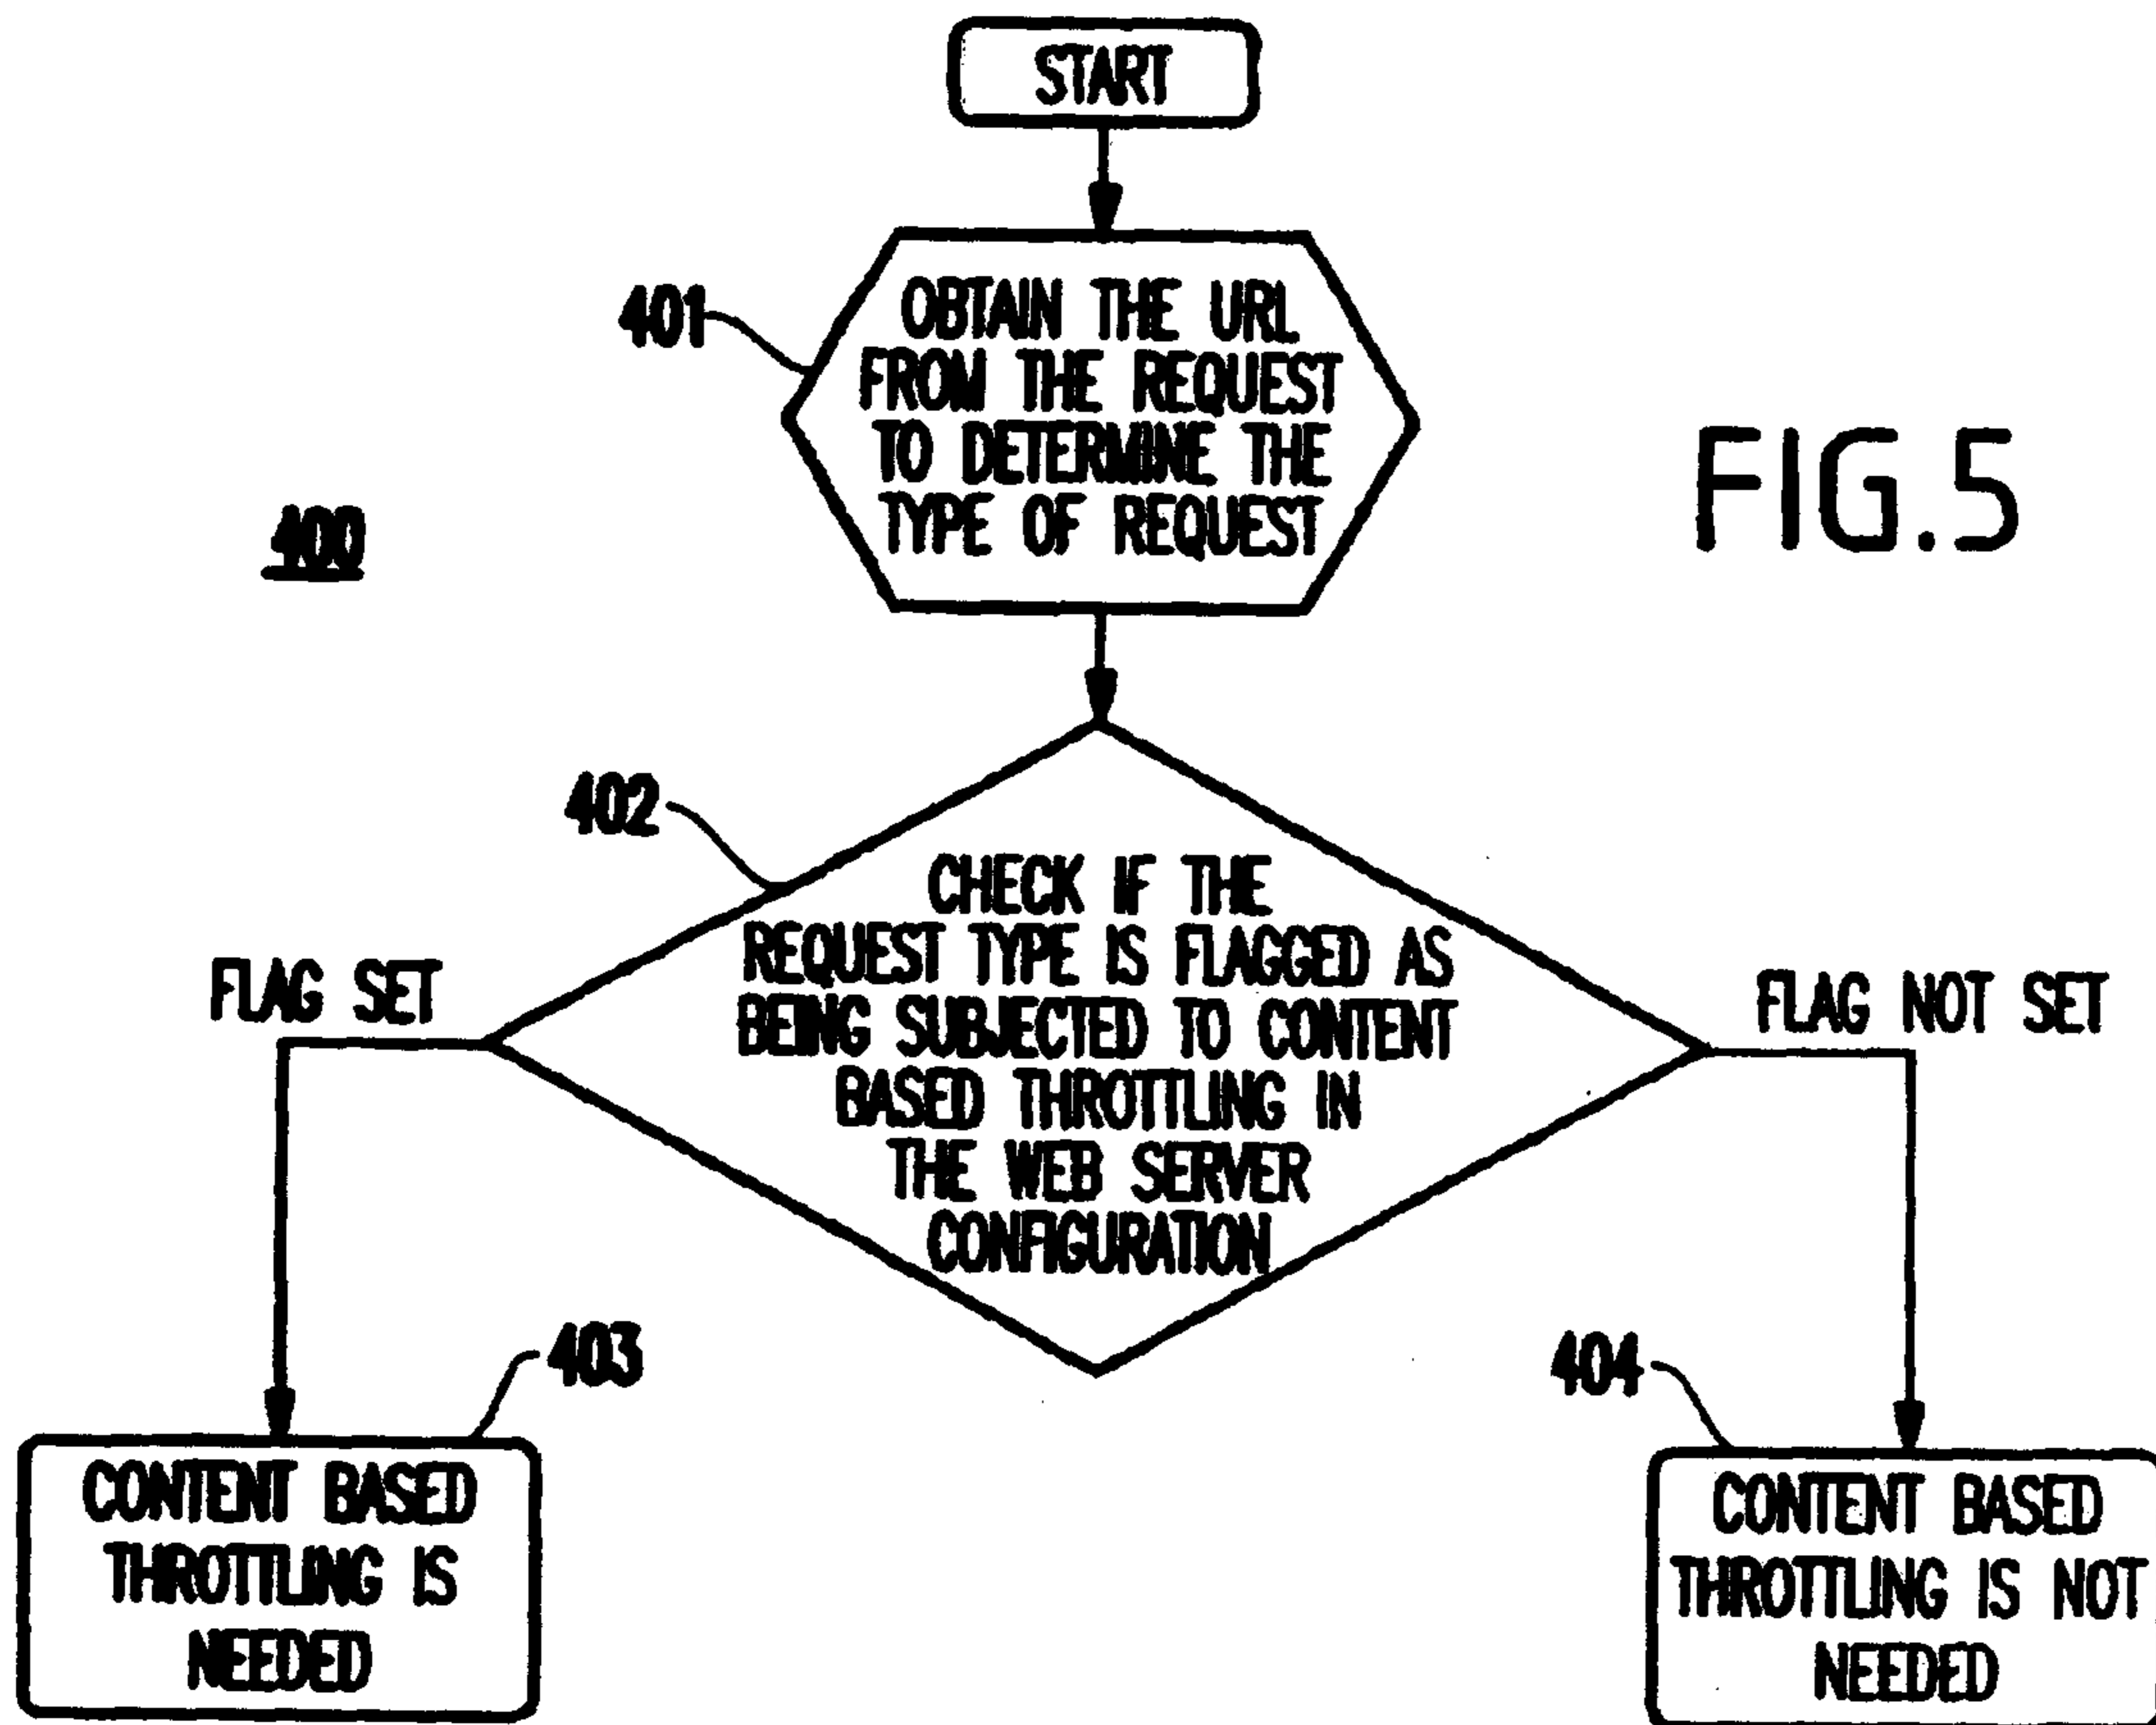 START
401
OBTAIN THE URL
FROM THE REQUEST
TO DETERMINE THE
TYPE OF REQUEST
FIG.5
400
402
CHECK IF THE
REQUEST TYPE IS FLAGGED AS
BEING SUBJECTED TO CONTENT
BASED THROTTLING IN
THE WEB SERVER
CONFIGURATION
FLAG SET
FLAG NOT SET
403
404
CONTENT BASED
THROTTLING IS
NEEDED
CONTENT BASED
THROTTLING IS NOT
NEEDED